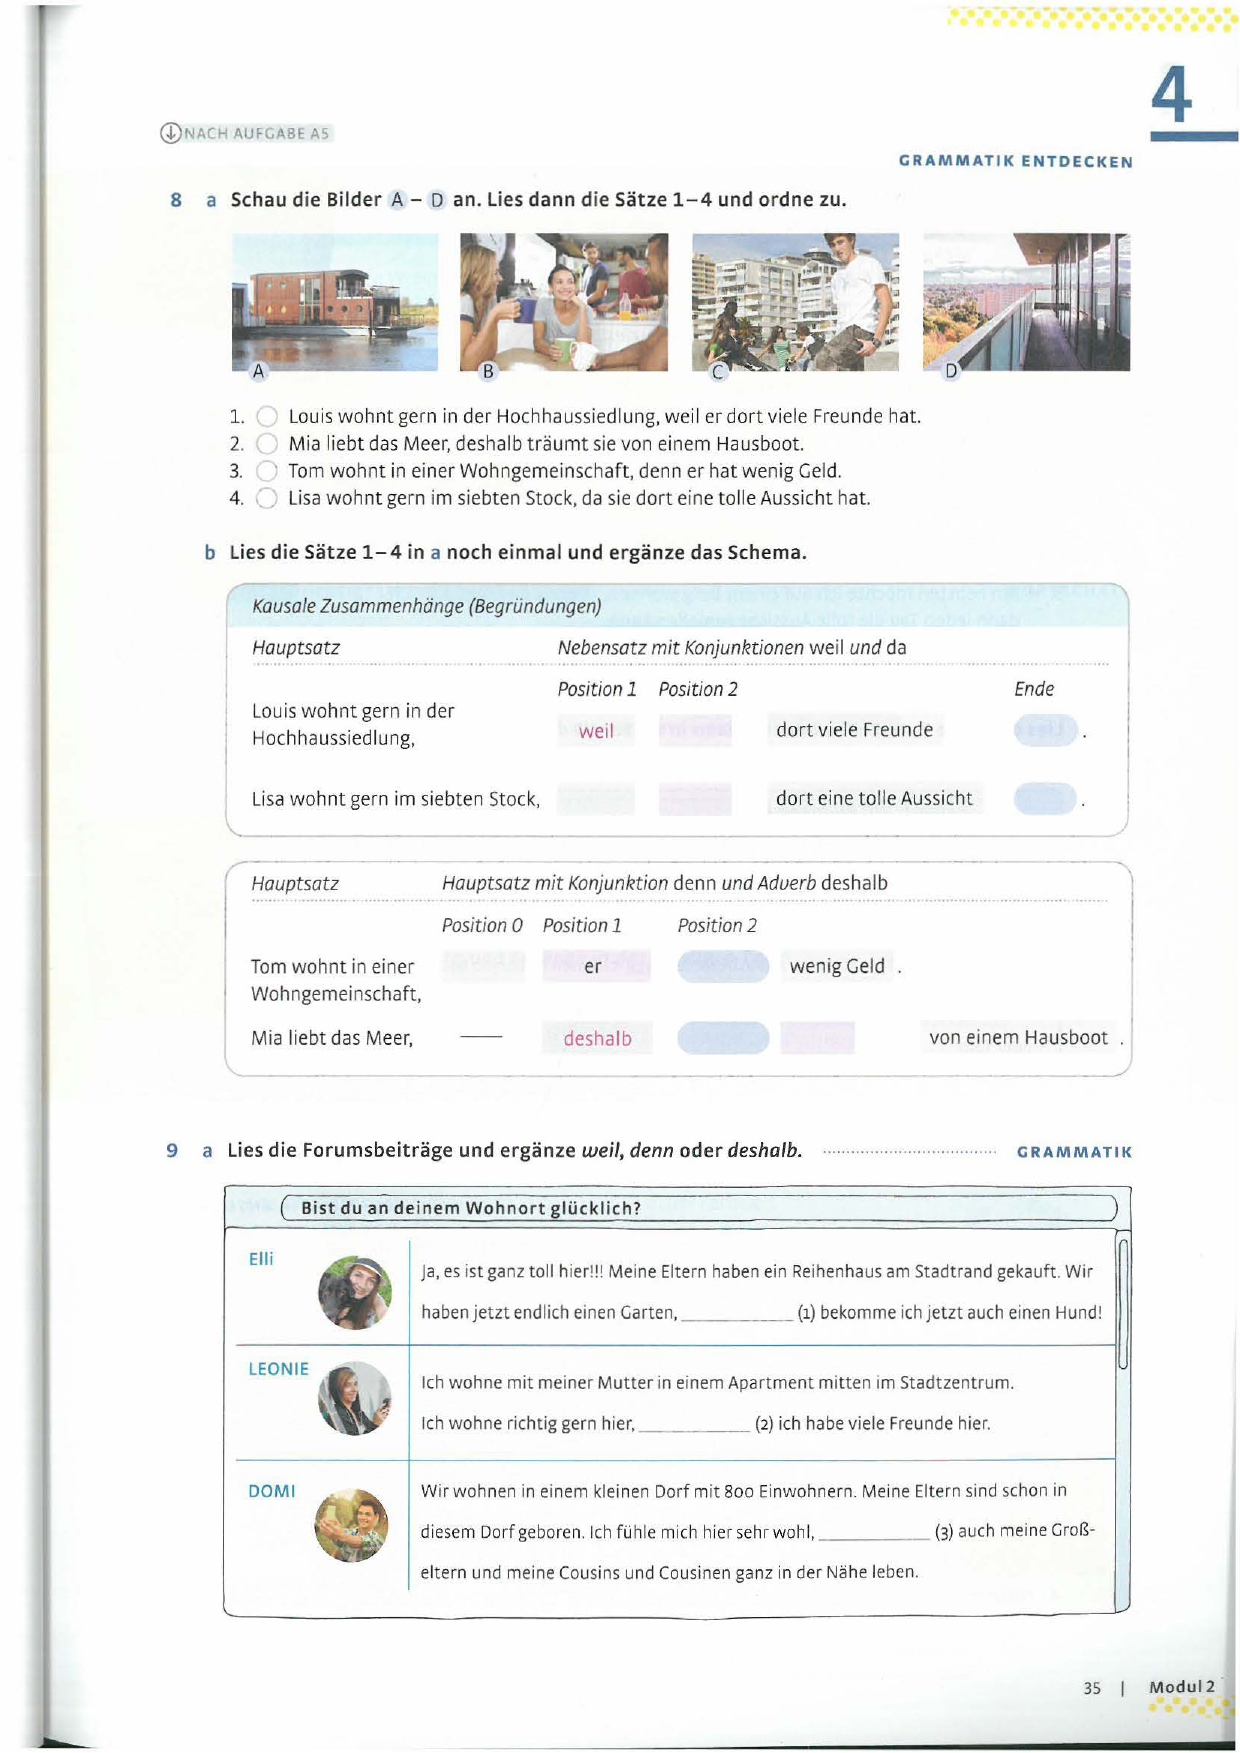 4
NACH AUFGABE A5
GRAMMATIK ENTDECKEN
8 a Schau die Bilder A – D an. Lies dann die Sätze 1–4 und ordne zu.
A B C D
1. Louis wohnt gern in der Hochhaussiedlung, weil er dort viele Freunde hat.
2. Mia liebt das Meer, deshalb träumt sie von einem Hausboot.
3. Tom wohnt in einer Wohngemeinschaft, denn er hat wenig Geld.
4. Lisa wohnt gern im siebten Stock, da sie dort eine tolle Aussicht hat.
b Lies die Sätze 1–4 in a noch einmal und ergänze das Schema.
Kausale Zusammenhänge (Begründungen)
Hauptsatz Nebensatz mit Konjunktionen weil und da
Position 1 Position 2 Ende
Louis wohnt gern in der
Hochhaussiedlung, weil dort viele Freunde .
Lisa wohnt gern im siebten Stock, dort eine tolle Aussicht .
Hauptsatz Hauptsatz mit Konjunktion denn und Adverb deshalb
Position 0 Position 1 Position 2
Tom wohnt in einer er wenig Geld .
Wohngemeinschaft,
Mia liebt das Meer, — deshalb von einem Hausboot .
9 a Lies die Forumsbeiträge und ergänze weil, denn oder deshalb. GRAMMATIK
Bist du an deinem Wohnort glücklich?
Elli
Ja, es ist ganz toll hier!!! Meine Eltern haben ein Reihenhaus am Stadtrand gekauft. Wir
haben jetzt endlich einen Garten, __________ (1) bekomme ich jetzt auch einen Hund!
LEONIE
Ich wohne mit meiner Mutter in einem Apartment mitten im Stadtzentrum.
Ich wohne richtig gern hier, __________ (2) ich habe viele Freunde hier.
DOMI
Wir wohnen in einem kleinen Dorf mit 800 Einwohnern. Meine Eltern sind schon in
diesem Dorf geboren. Ich fühle mich hier sehr wohl, __________ (3) auch meine Groß-
eltern und meine Cousins und Cousinen ganz in der Nähe leben.
35 | Modul 2